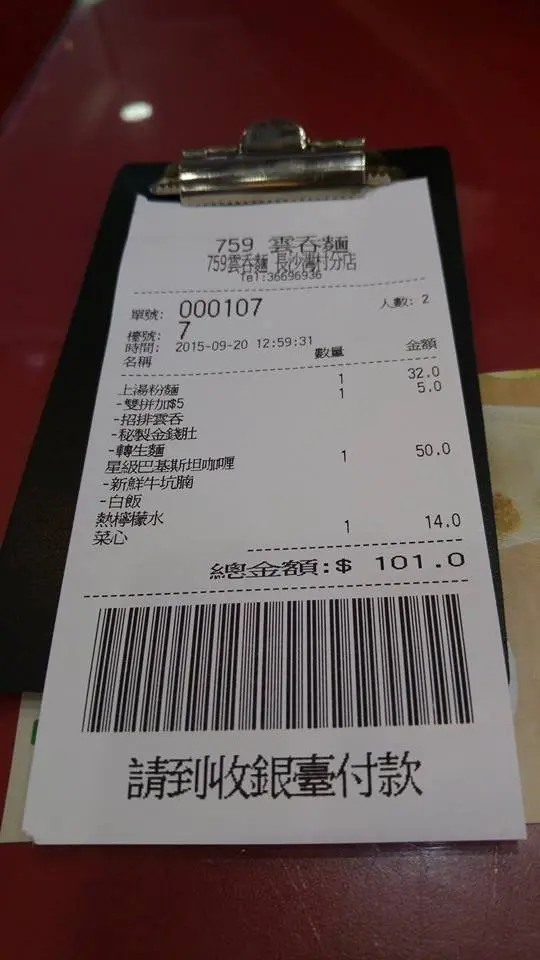 759 雲吞麵
759雲吞麵 長沙灣村分店
Tel:36696936
單號: 000107 人數: 2
檯號: 7
時間: 2015-09-20 12:59:31
名稱 數量 金額
上湯粉麵 1 32.0
-雙拼加$5 1 5.0
-招排雲吞
-秘製金錢肚
-轉生麵
星級巴基斯坦咖喱 1 50.0
-新鮮牛坑腩
-白飯
熱檸檬水
菜心 1 14.0
總金額:$ 101.0
請到收銀臺付款